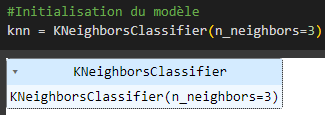 #Initialisation du modèle
knn = KNeighborsClassifier(n_neighbors=3)
KNeighborsClassifier
KNeighborsClassifier(n_neighbors=3)